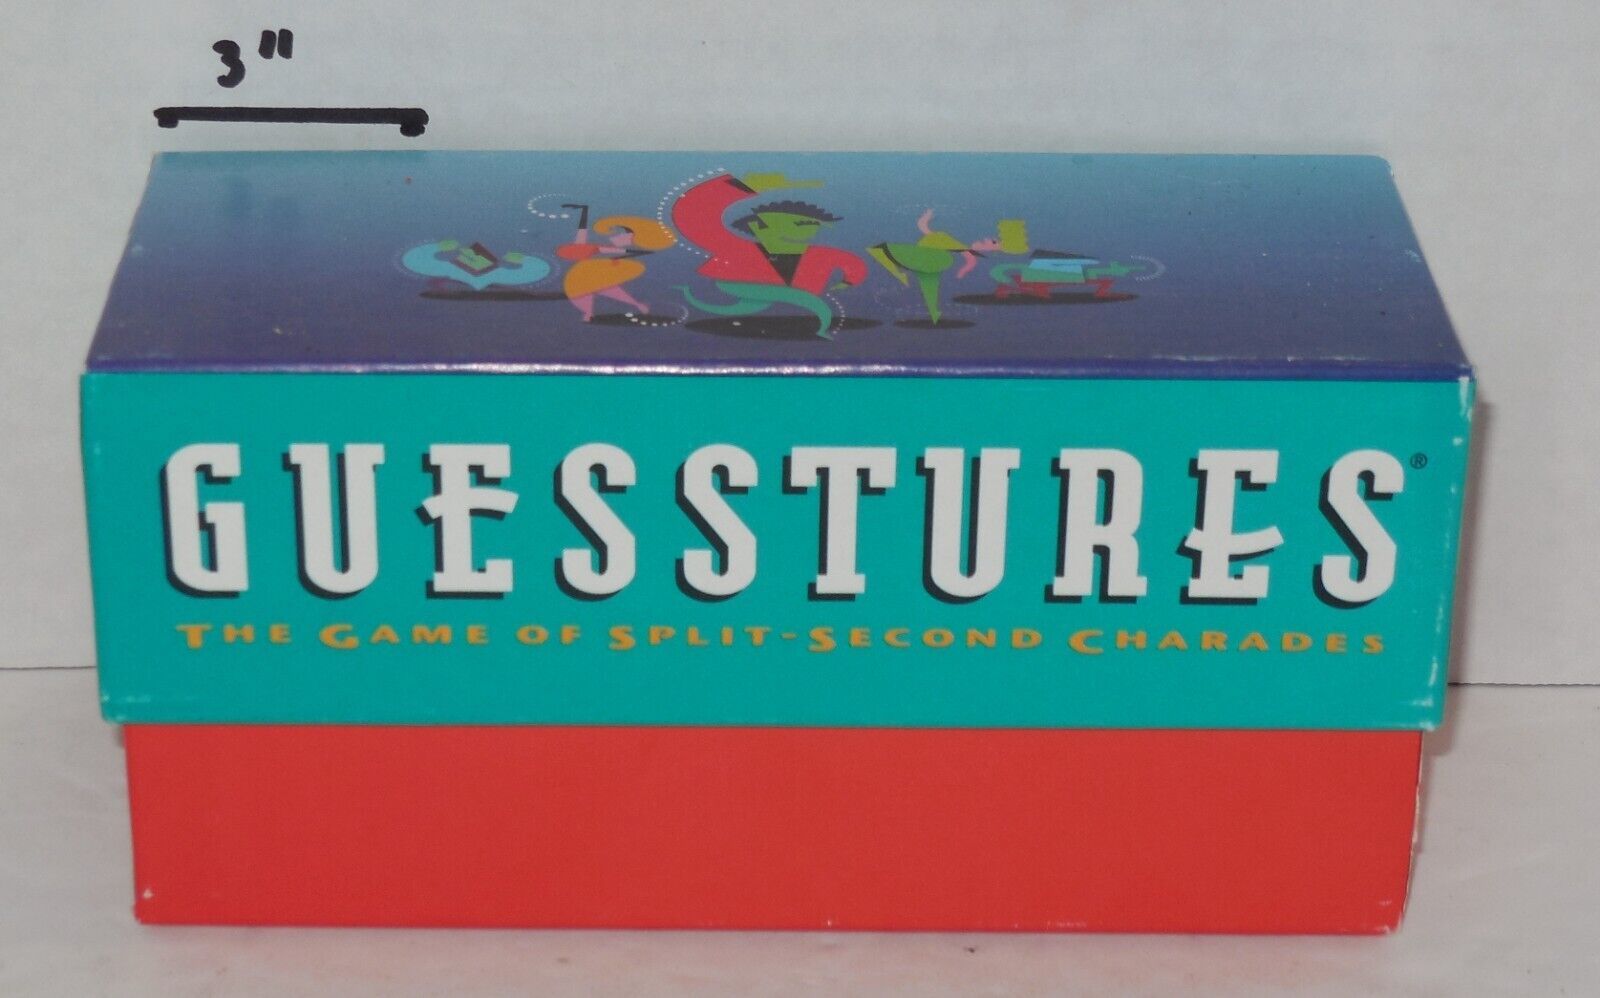 3"
GUESSTURES®
THE GAME OF SPLIT-SECOND CHARADES